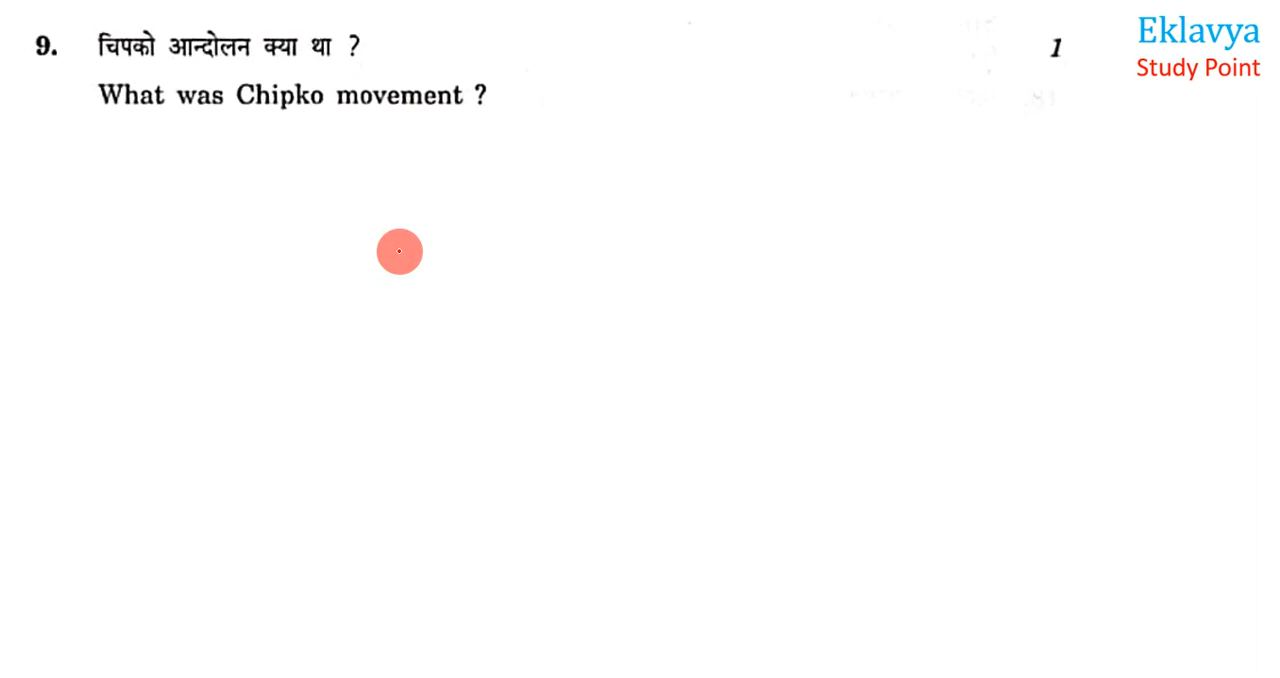 9. चिपको आन्दोलन क्या था ? 1
What was Chipko movement ?
Eklavya
Study Point